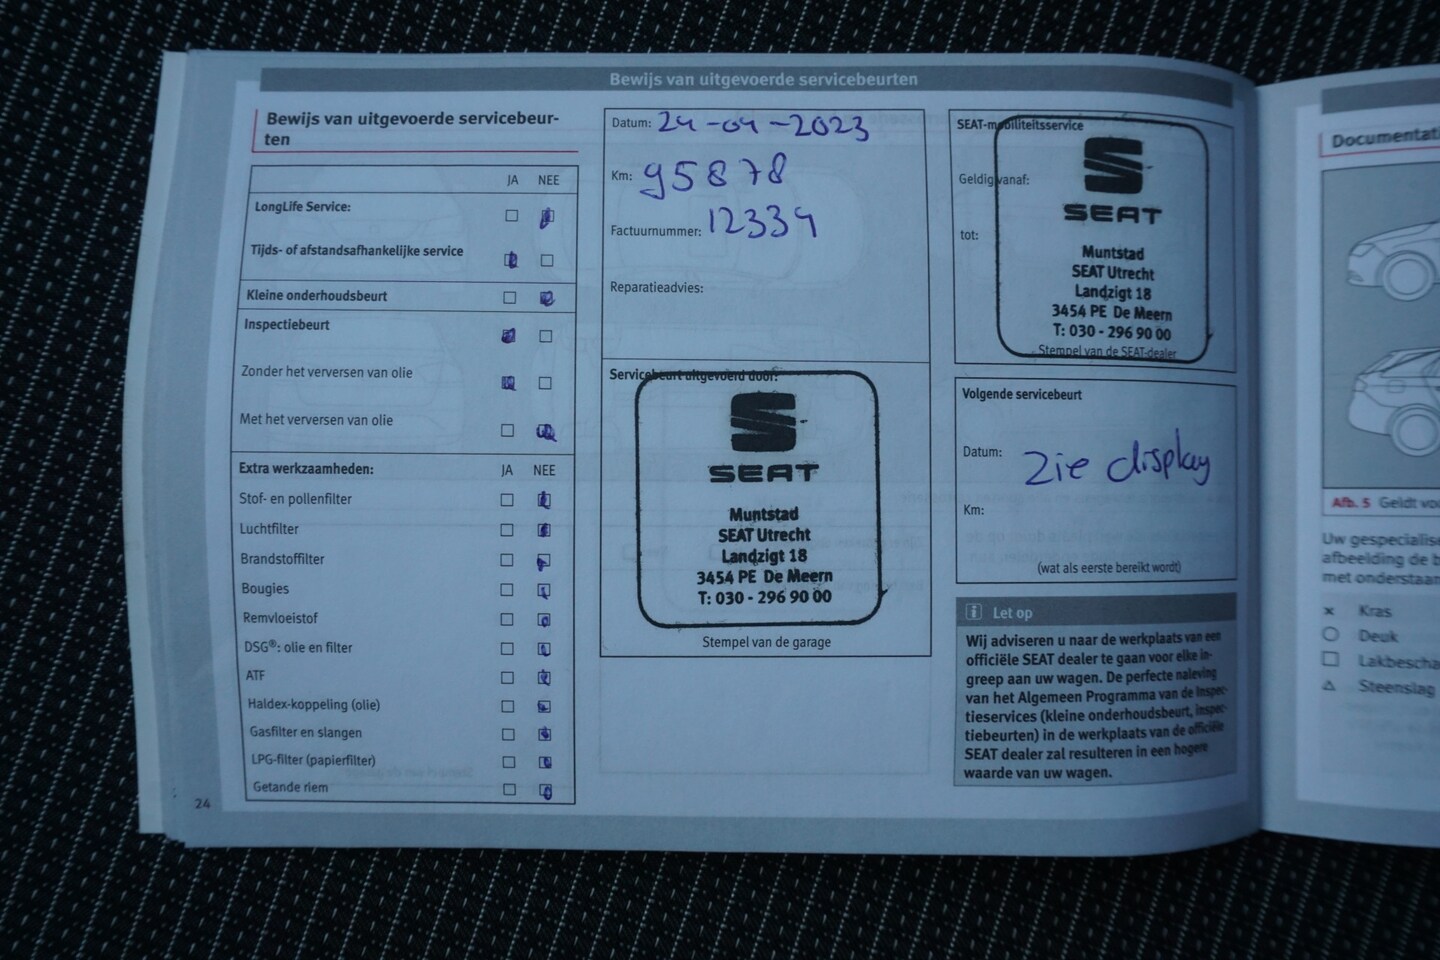 Bewijs van uitgevoerde servicebeurten
Bewijs van uitgevoerde servicebeur-
ten
JA NEE
LongLife Service:
Tijds- of afstandsafhankelijke service
Kleine onderhoudsbeurt
Inspectiebeurt
Zonder het verversen van olie
Met het verversen van olie
Extra werkzaamheden: JA NEE
Stof- en pollenfilter
Luchtfilter
Brandstoffilter
Bougies
Remvloeistof
DSG®: olie en filter
ATF
Haldex-koppeling (olie)
Gasfilter en slangen
LPG-filter (papierfilter)
Getande riem
24
Datum: 24-04-2023
Km: 95878
Factuurnummer: 12334
Reparatieadvies:
Servicebeurt uitgevoerd door:
SEAT
Muntstad
SEAT Utrecht
Landzigt 18
3454 PE De Meern
T: 030 - 296 90 00
Stempel van de garage
SEAT-mobiliteitsservice
Geldig vanaf:
tot:
SEAT
Muntstad
SEAT Utrecht
Landzigt 18
3454 PE De Meern
T: 030 - 296 90 00
Stempel van de SEAT-dealer
Volgende servicebeurt
Datum: Zie display
Km:
(wat als eerste bereikt wordt)
i Let op
Wij adviseren u naar de werkplaats van een
officiële SEAT dealer te gaan voor elke in-
greep aan uw wagen. De perfecte naleving
van het Algemeen Programma van de Inspec-
tieservices (kleine onderhoudsbeurt, inspec-
tiebeurten) in de werkplaats van de officiële
SEAT dealer zal resulteren in een hogere
waarde van uw wagen.
Afb. 5 Geldt
Uw
afbeelding de
met
Kras
Deuk
Steenslag